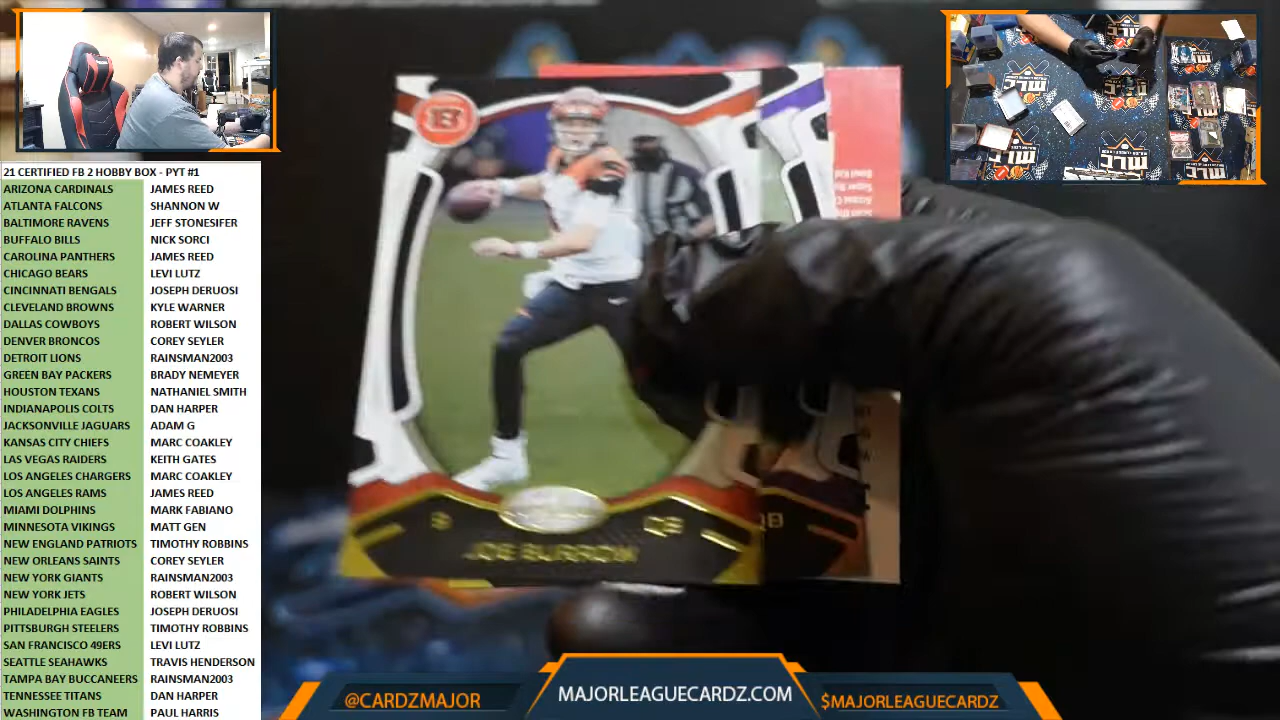 21 CERTIFIED FB 2 HOBBY BOX - PYT #1
ARIZONA CARDINALS JAMES REED
ATLANTA FALCONS SHANNON W
BALTIMORE RAVENS JEFF STONESIFER
BUFFALO BILLS NICK SORCI
CAROLINA PANTHERS JAMES REED
CHICAGO BEARS LEVI LUTZ
CINCINNATI BENGALS JOSEPH DERUOSI
CLEVELAND BROWNS KYLE WARNER
DALLAS COWBOYS ROBERT WILSON
DENVER BRONCOS COREY SEYLER
DETROIT LIONS RAINSMAN2003
GREEN BAY PACKERS BRADY NEMEYER
HOUSTON TEXANS NATHANIEL SMITH
INDIANAPOLIS COLTS DAN HARPER
JACKSONVILLE JAGUARS ADAM G
KANSAS CITY CHIEFS MARC COAKLEY
LAS VEGAS RAIDERS KEITH GATES
LOS ANGELES CHARGERS MARC COAKLEY
LOS ANGELES RAMS JAMES REED
MIAMI DOLPHINS MARK FABIANO
MINNESOTA VIKINGS MATT GEN
NEW ENGLAND PATRIOTS TIMOTHY ROBBINS
NEW ORLEANS SAINTS COREY SEYLER
NEW YORK GIANTS RAINSMAN2003
NEW YORK JETS ROBERT WILSON
PHILADELPHIA EAGLES JOSEPH DERUOSI
PITTSBURGH STEELERS TIMOTHY ROBBINS
SAN FRANCISCO 49ERS LEVI LUTZ
SEATTLE SEAHAWKS TRAVIS HENDERSON
TAMPA BAY BUCCANEERS RAINSMAN2003
TENNESSEE TITANS DAN HARPER
WASHINGTON FB TEAM PAUL HARRIS
B
9 QB
JOE BURROW
QB
MLC
MLC
@CARDZMAJOR
MAJORLEAGUECARDZ.COM
$MAJORLEAGUECARDZ